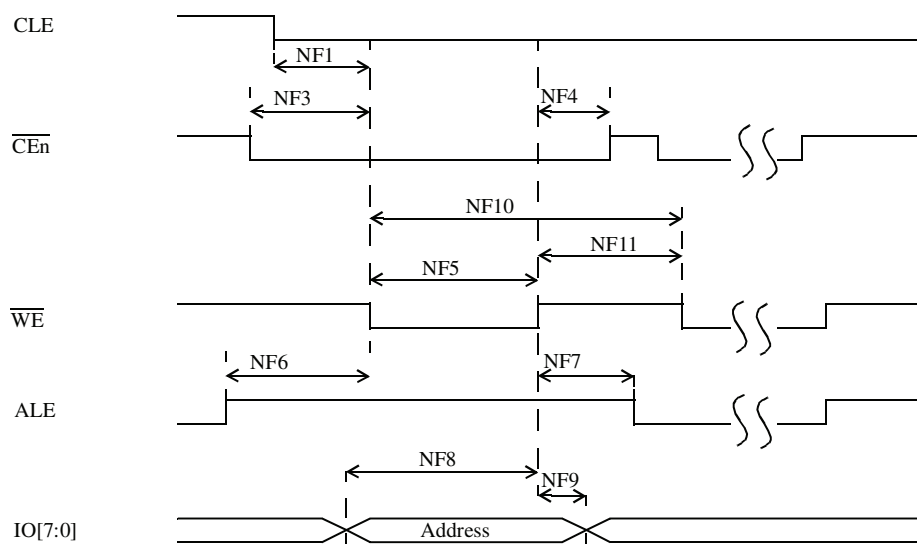 CLE
NF1
NF3
NF4
CEn
NF10
NF11
NF5
WE
NF6
NF7
ALE
NF8
NF9
IO[7:0]
Address